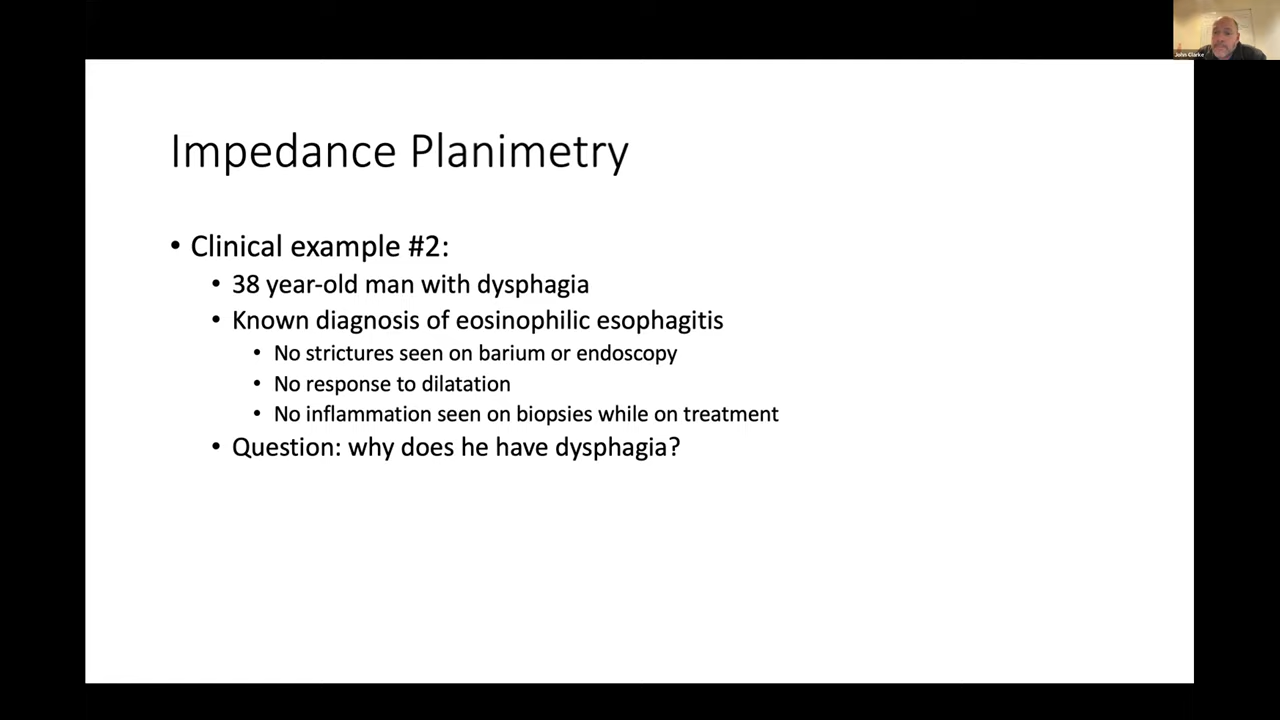 John Clarke
Impedance Planimetry
• Clinical example #2:
• 38 year-old man with dysphagia
• Known diagnosis of eosinophilic esophagitis
• No strictures seen on barium or endoscopy
• No response to dilatation
• No inflammation seen on biopsies while on treatment
• Question: why does he have dysphagia?